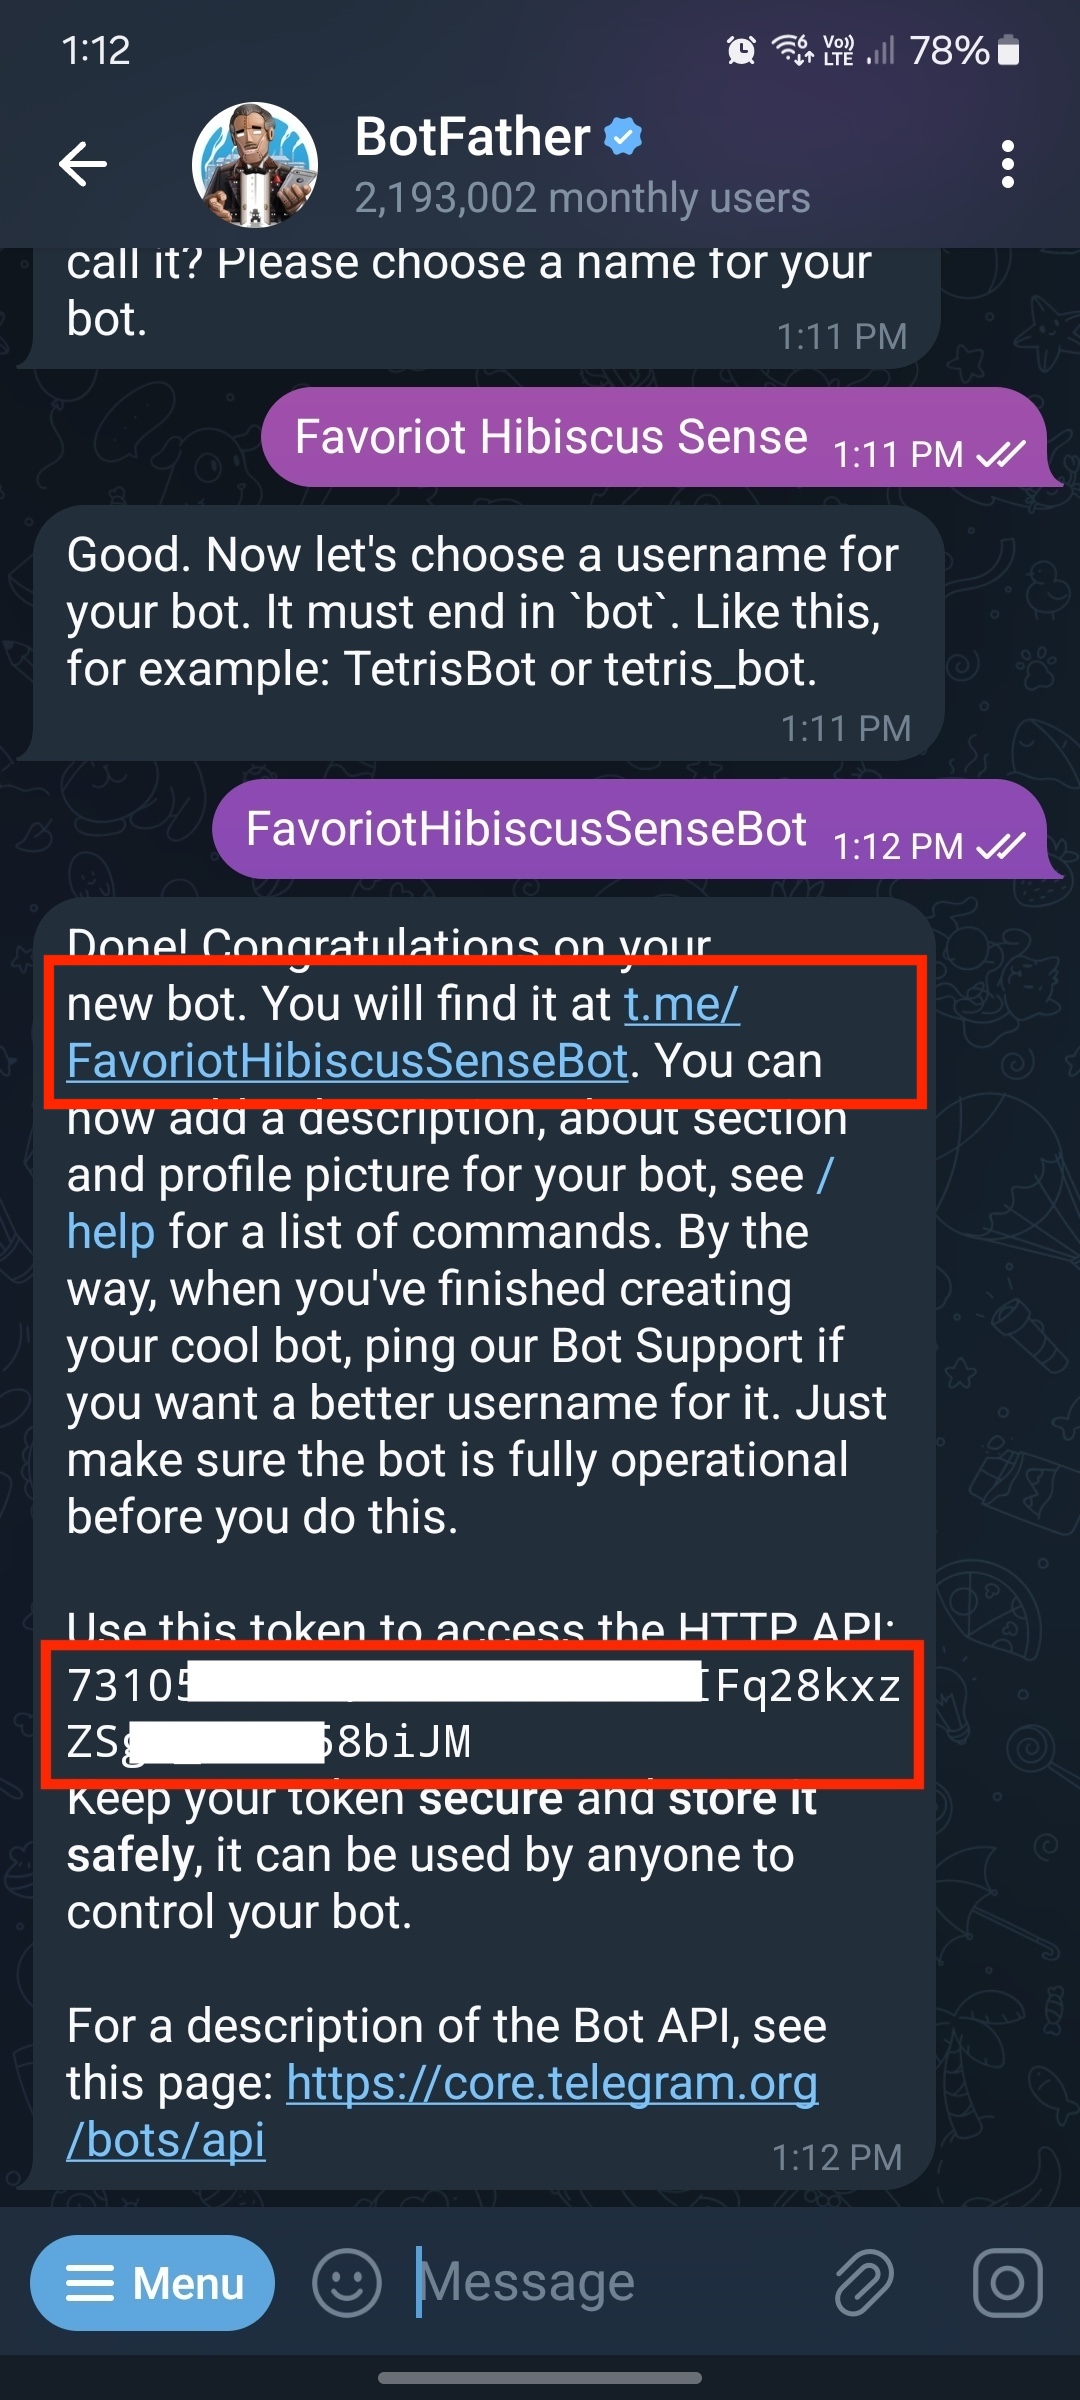 1:12
Vo))
LTE
78%
BotFather
2,193,002 monthly users
call it? Please choose a name for your
bot.
1:11 PM
Favoriot Hibiscus Sense
1:11 PM
Good. Now let's choose a username for
your bot. It must end in `bot`. Like this,
for example: TetrisBot or tetris_bot.
1:11 PM
FavoriotHibiscusSenseBot
1:12 PM
Done! Congratulations on your
new bot. You will find it at t.me/
FavoriotHibiscusSenseBot. You can
now add a description, about section
and profile picture for your bot, see /
help for a list of commands. By the
way, when you've finished creating
your cool bot, ping our Bot Support if
you want a better username for it. Just
make sure the bot is fully operational
before you do this.
Use this token to access the HTTP API:
7310 Fq28kxz
ZS 8biJM
Keep your token secure and store it
safely, it can be used by anyone to
control your bot.
For a description of the Bot API, see
this page: https://core.telegram.org
/bots/api
1:12 PM
Menu
Message